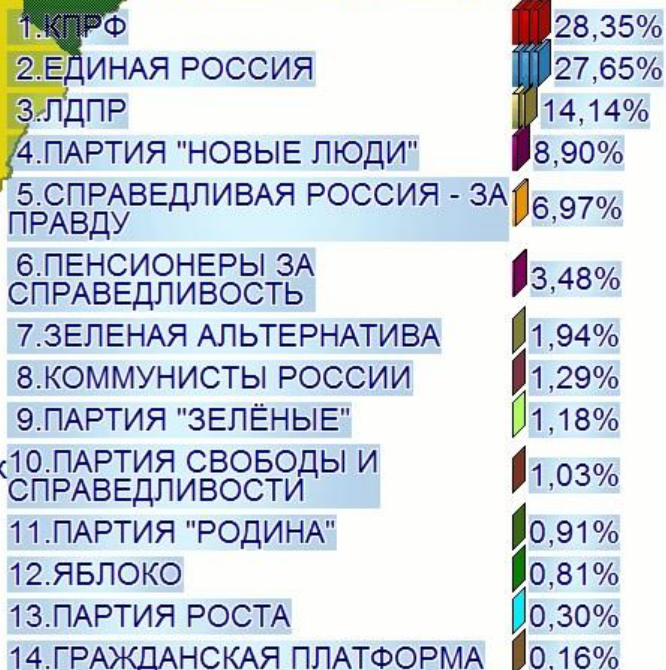 1.КПРФ 28,35%
2.ЕДИНАЯ РОССИЯ 27,65%
3.ЛДПР 14,14%
4.ПАРТИЯ "НОВЫЕ ЛЮДИ" 8,90%
5.СПРАВЕДЛИВАЯ РОССИЯ - ЗА 6,97%
ПРАВДУ
6.ПЕНСИОНЕРЫ ЗА
СПРАВЕДЛИВОСТЬ 3,48%
7.ЗЕЛЕНАЯ АЛЬТЕРНАТИВА 1,94%
8.КОММУНИСТЫ РОССИИ 1,29%
9.ПАРТИЯ "ЗЕЛЁНЫЕ" 1,18%
10.ПАРТИЯ СВОБОДЫ И
СПРАВЕДЛИВОСТИ 1,03%
11.ПАРТИЯ "РОДИНА" 0,91%
12.ЯБЛОКО 0,81%
13.ПАРТИЯ РОСТА 0,30%
14.ГРАЖДАНСКАЯ ПЛАТФОРМА 0,16%